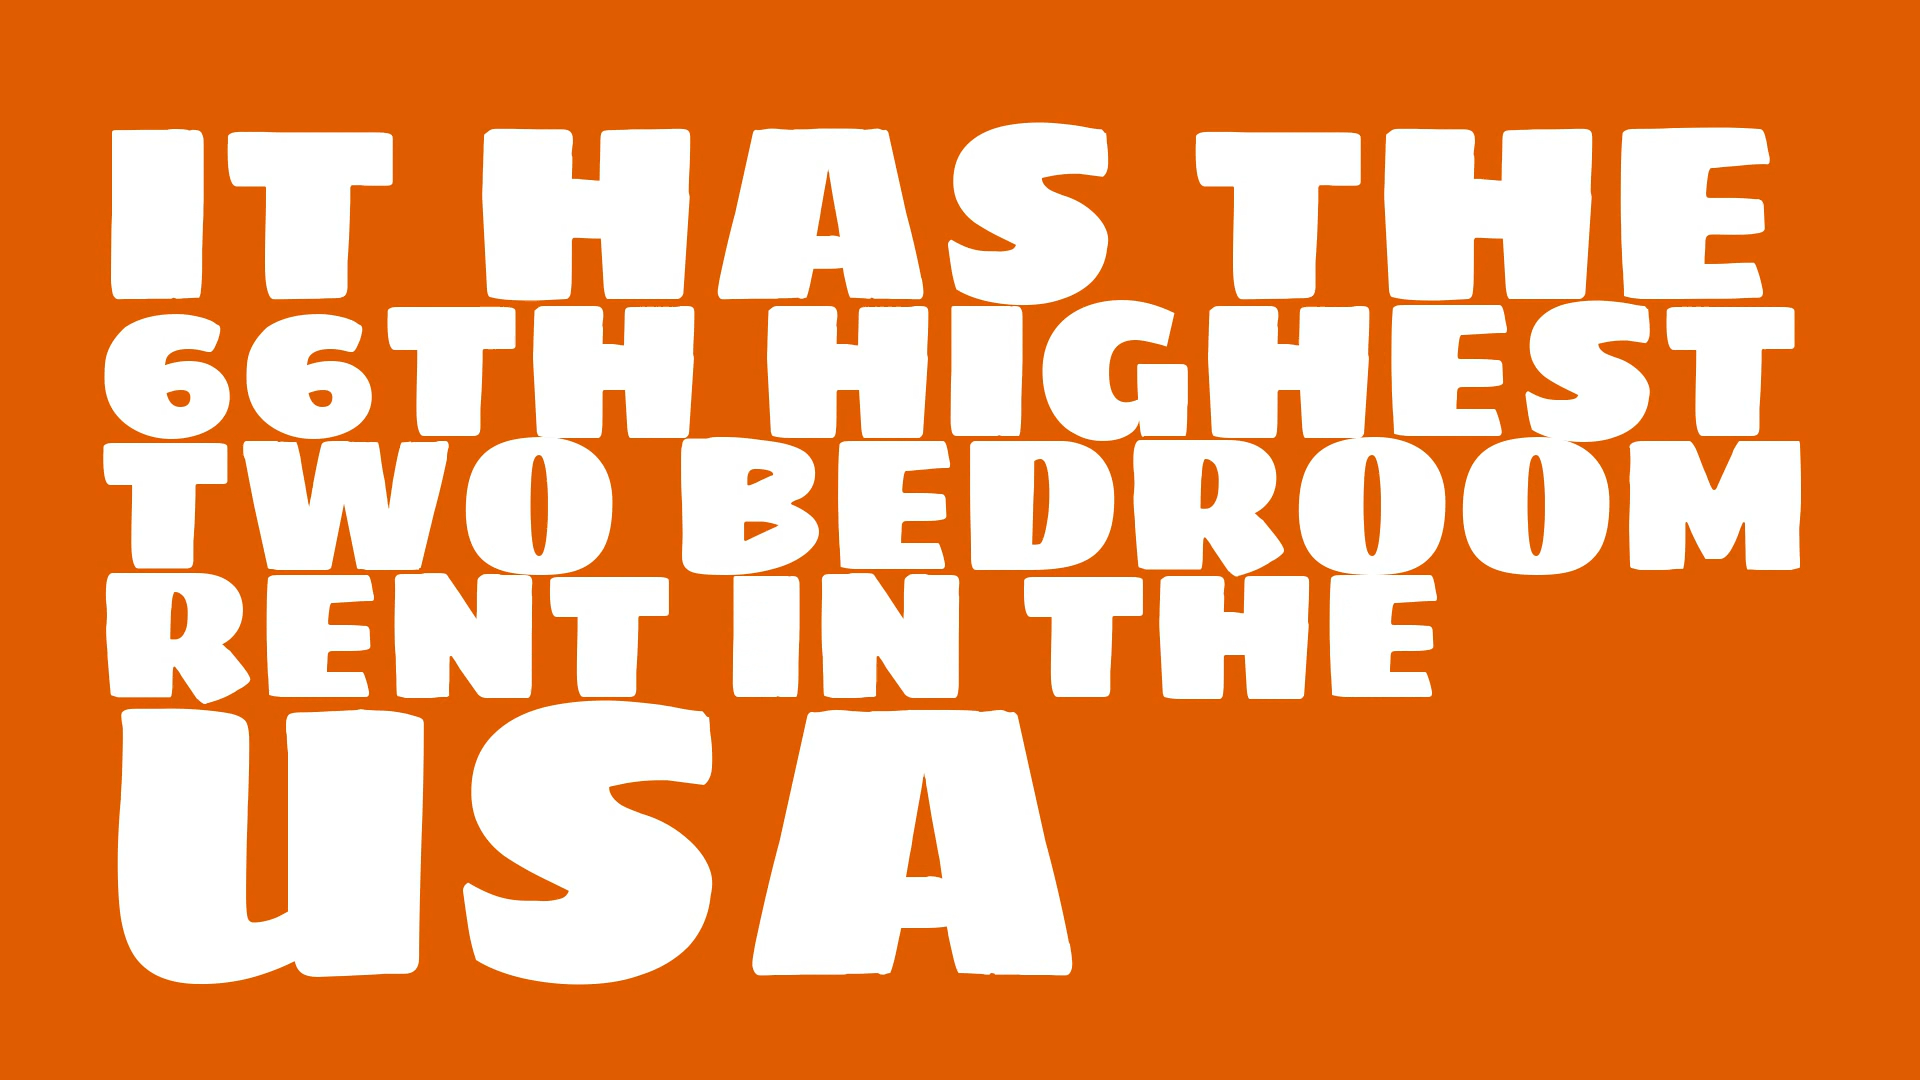 IT HAS THE
66TH HIGHEST
TWO BEDROOM
RENT IN THE
USA